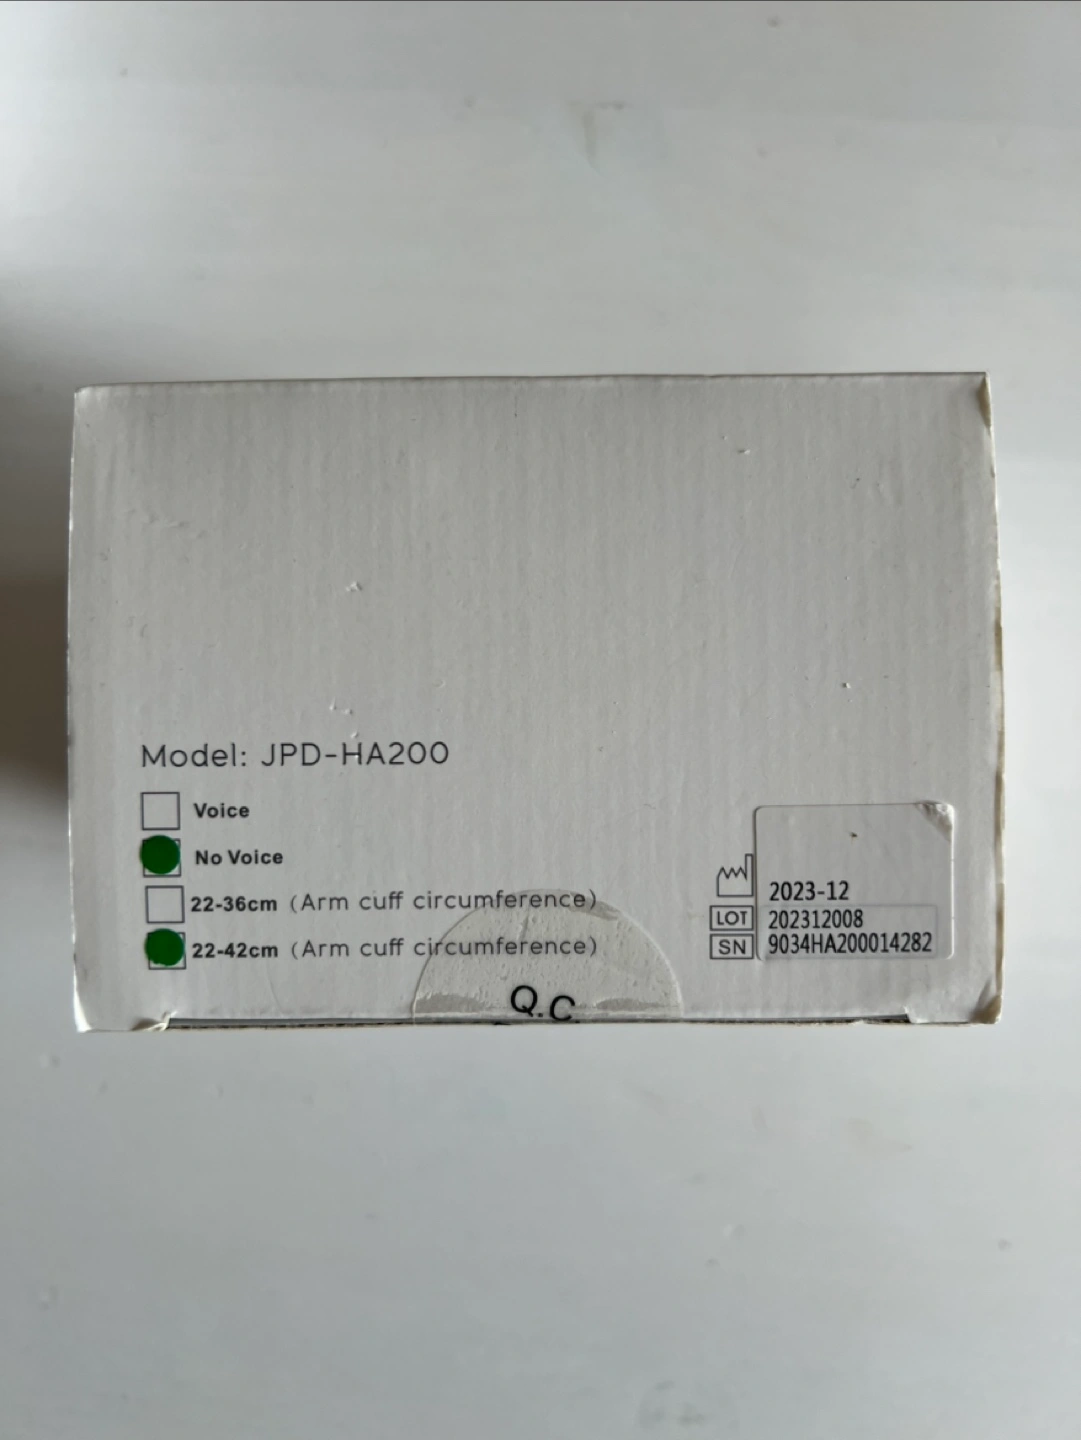 Model: JPD-HA200
Voice
No Voice
22-36cm (Arm cuff circumference)
22-42cm (Arm cuff circumference)
Q.C
2023-12
LOT 202312008
SN 9034HA200014282